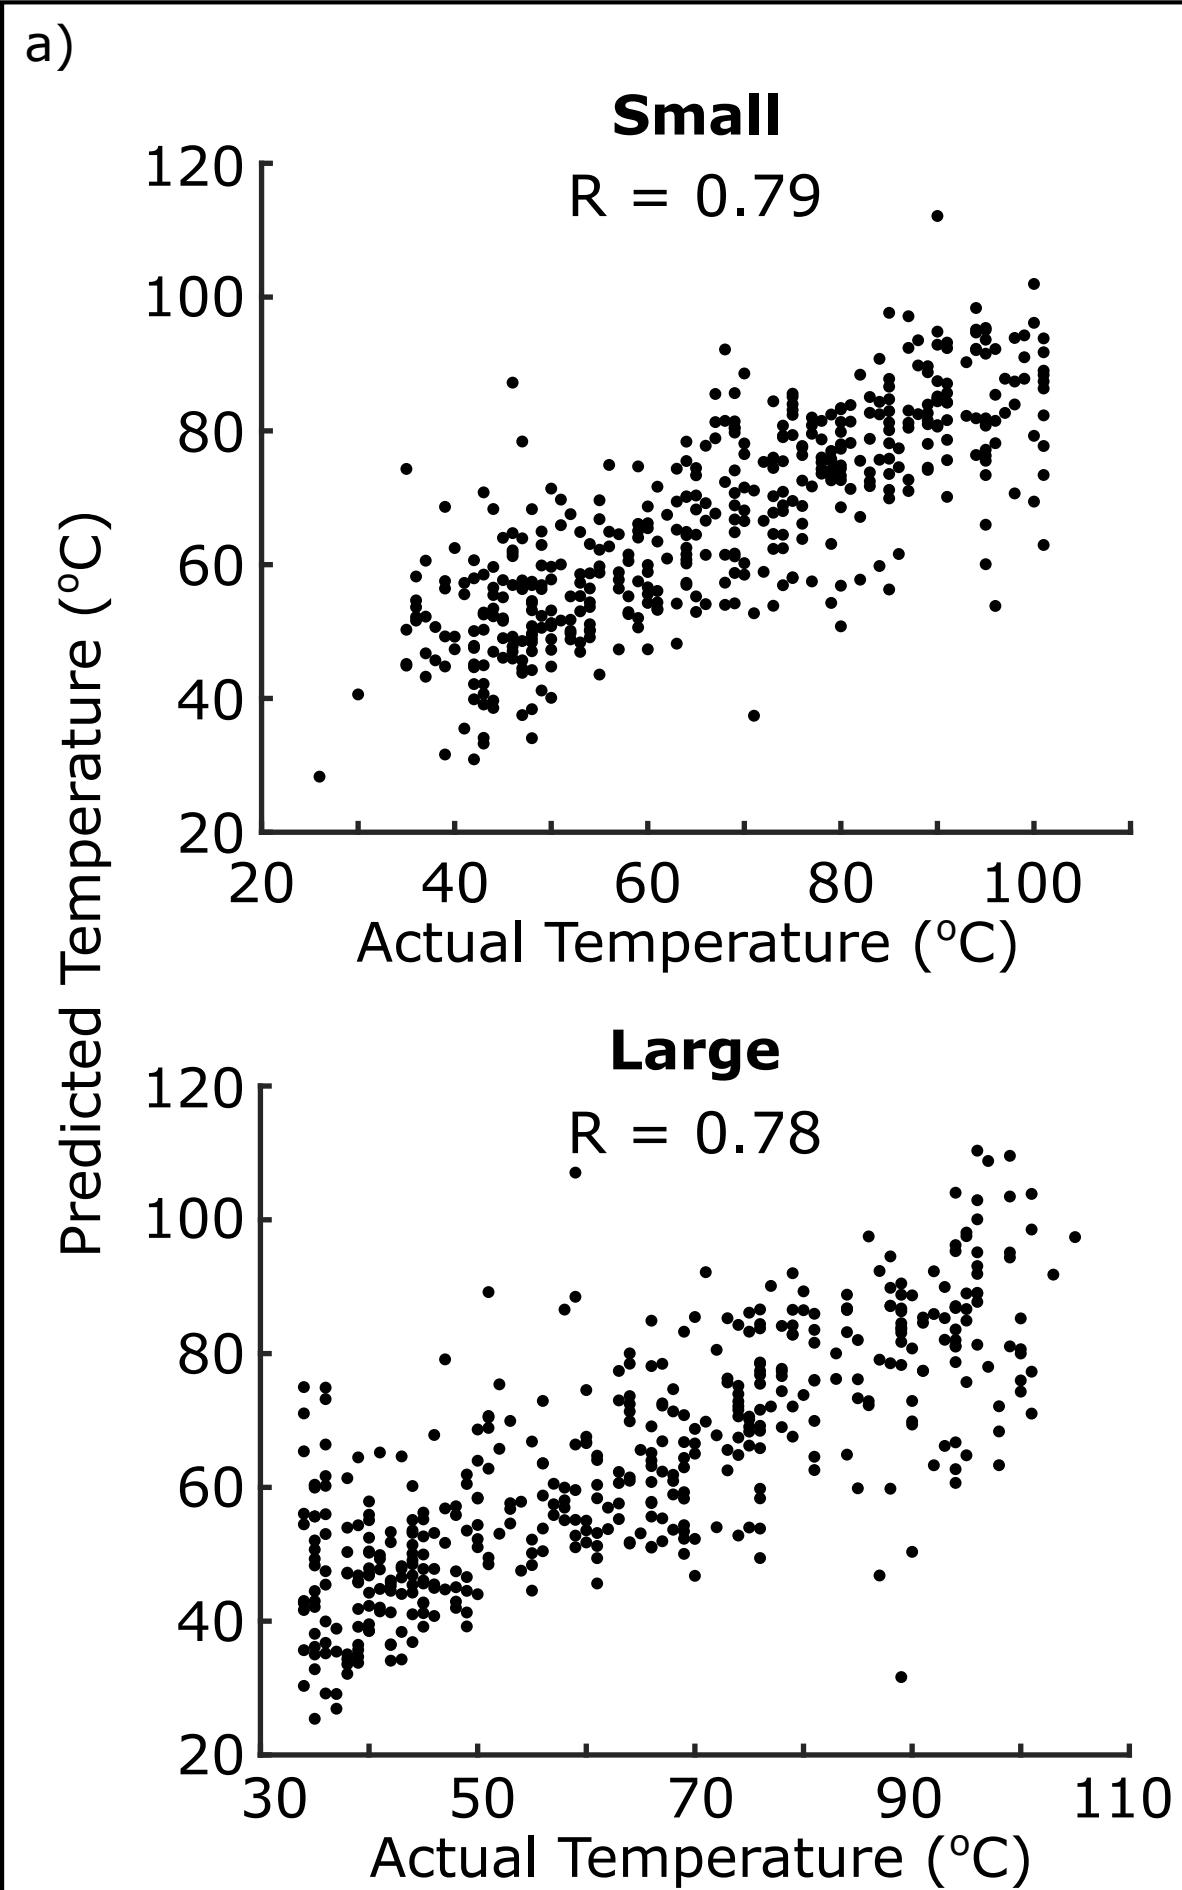 a)
Small
R = 0.79
120
100
80
60
40
20
20 40 60 80 100
Actual Temperature (°C)
Predicted Temperature (°C)
Large
R = 0.78
120
100
80
60
40
20
30 50 70 90 110
Actual Temperature (°C)